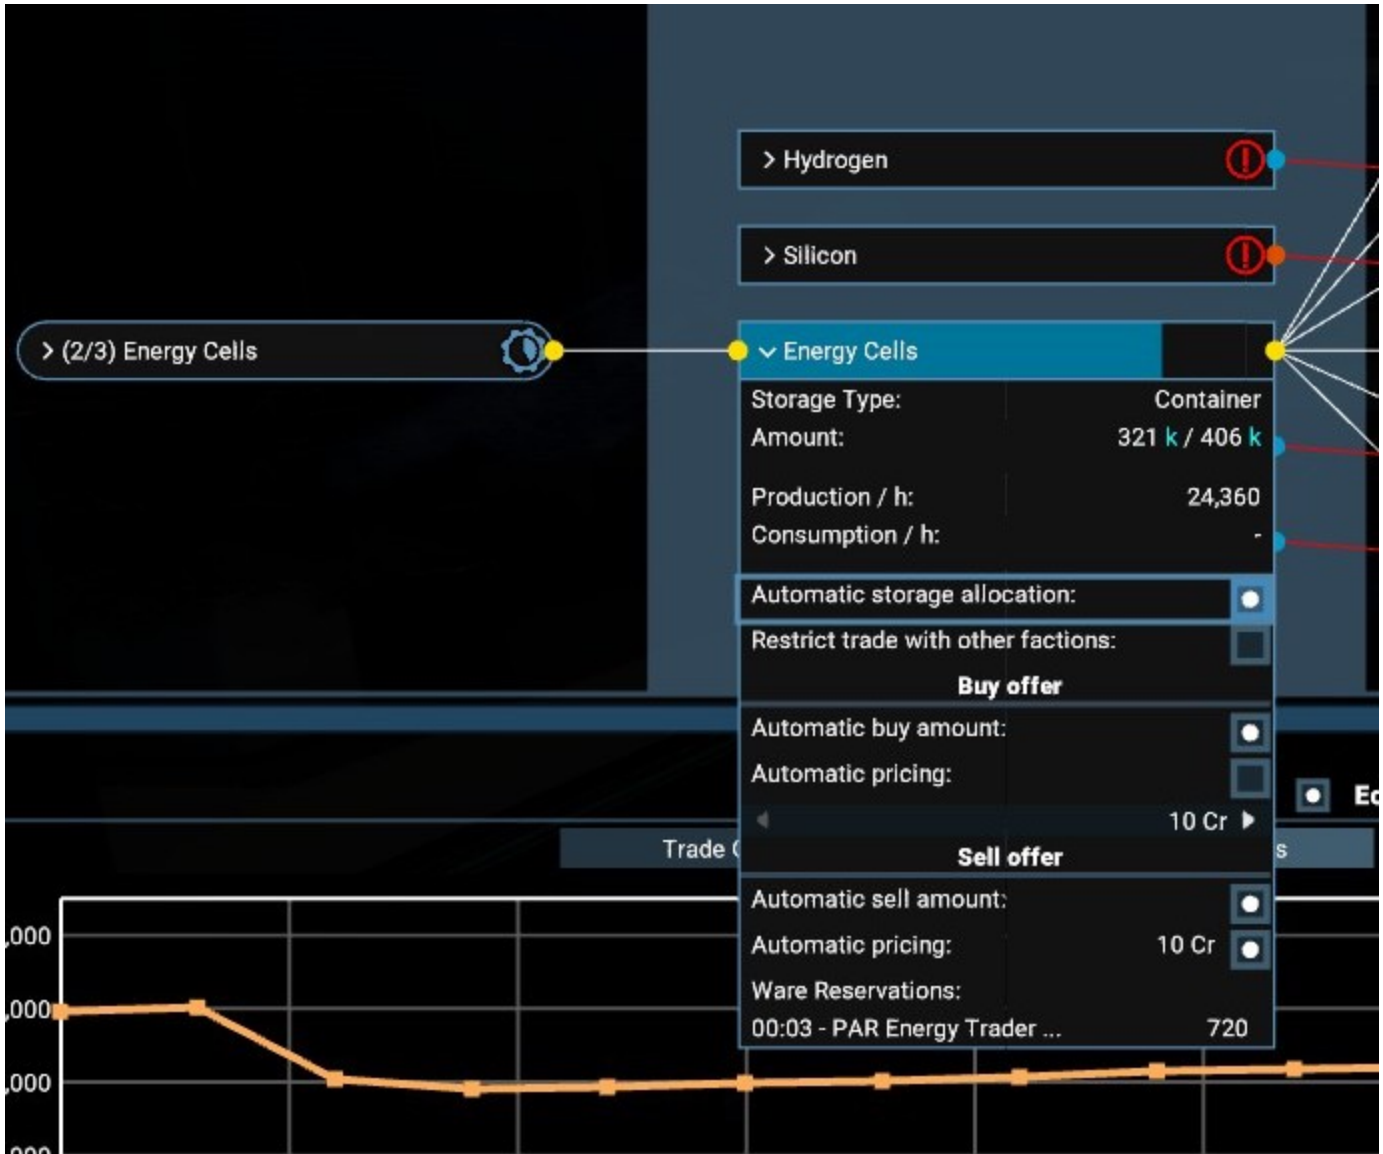 Hydrogen
Silicon
(2/3) Energy Cells
Energy Cells
Storage Type: Container
Amount: 321 k / 406 k
Production / h: 24,360
Consumption / h: -
Automatic storage allocation:
Restrict trade with other factions:
Buy offer
Automatic buy amount:
Automatic pricing:
10 Cr
Trade
Sell offer
Automatic sell amount:
Automatic pricing: 10 Cr
Ware Reservations:
00:03 - PAR Energy Trader ... 720
,000
,000
,000